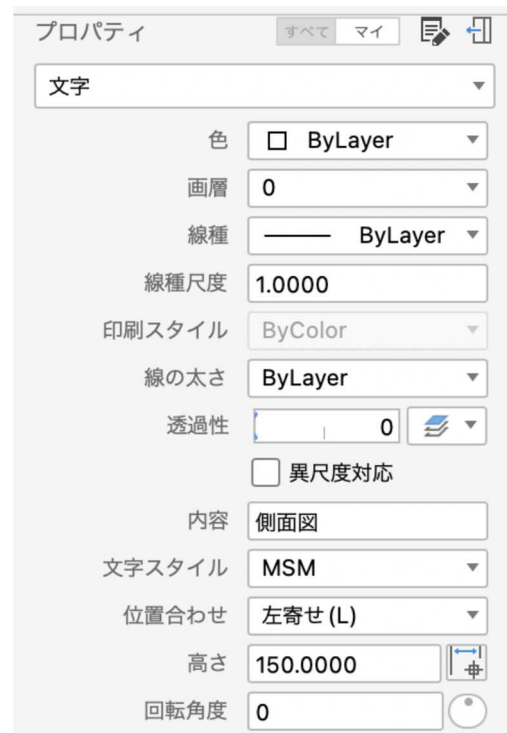 プロパティ すべて マイ
文字
色 ByLayer
画層 0
線種 ByLayer
線種尺度 1.0000
印刷スタイル ByColor
線の太さ ByLayer
透過性 0
異尺度対応
内容 側面図
文字スタイル MSM
位置合わせ 左寄せ(L)
高さ 150.0000
回転角度 0